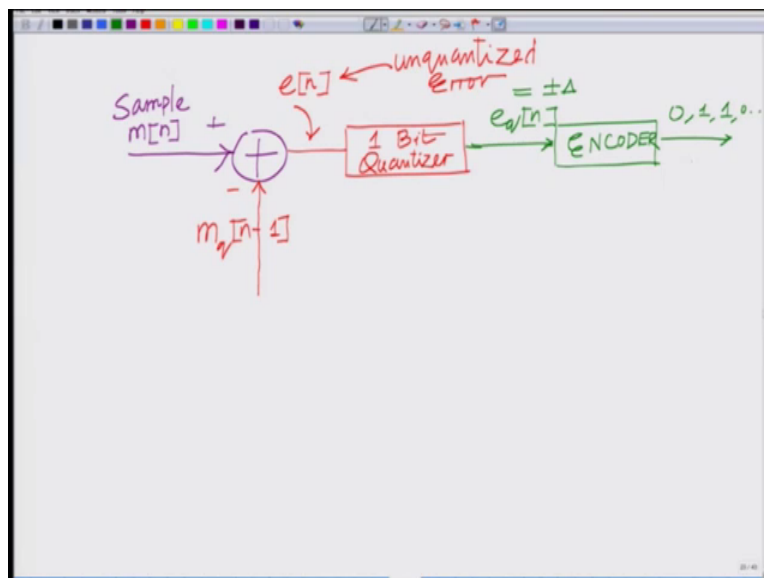 unquantized
Error
e[n]
= ±Δ
Sample
m[n]
+
e_q[n]
0, 1, 1, 0...
+
1 Bit
Quantizer
ENCODER
-
m_q[n-1]